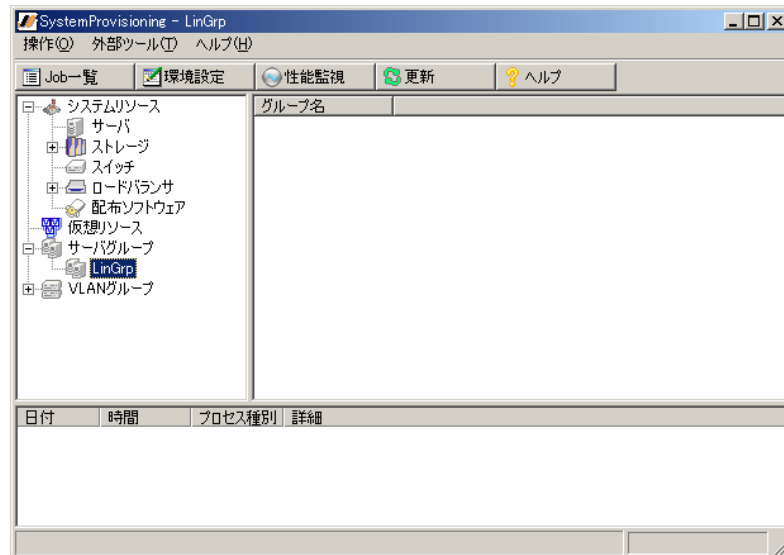 SystemProvisioning - LinGrp
操作(O) 外部ツール(T) ヘルプ(H)
Job一覧 環境設定 性能監視 更新 ヘルプ
システムリソース
サーバ
ストレージ
スイッチ
ロードバランサ
配布ソフトウェア
仮想リソース
サーバグループ
LinGrp
VLANグループ
グループ名
日付 時間 プロセス種別 詳細